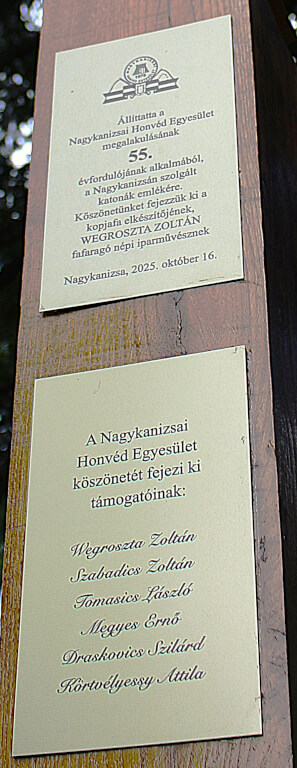 Állíttatta a
Nagykanizsai Honvéd Egyesület
megalakulásának
55.
évfordulójának alkalmából,
a Nagykanizsán szolgált
katonák emlékére.
Köszönetünket fejezzük ki a
kopjafa elkészítőjének,
WEGROSZTA ZOLTÁN
fafaragó népi iparművésznek
Nagykanizsa, 2025. október 16.
A Nagykanizsai
Honvéd Egyesület
köszönetét fejezi ki
támogatóinak:
Wegroszta Zoltán
Szabadics Zoltán
Tomasics László
Megyes Ernő
Draskovics Szilárd
Körtvélyessy Attila